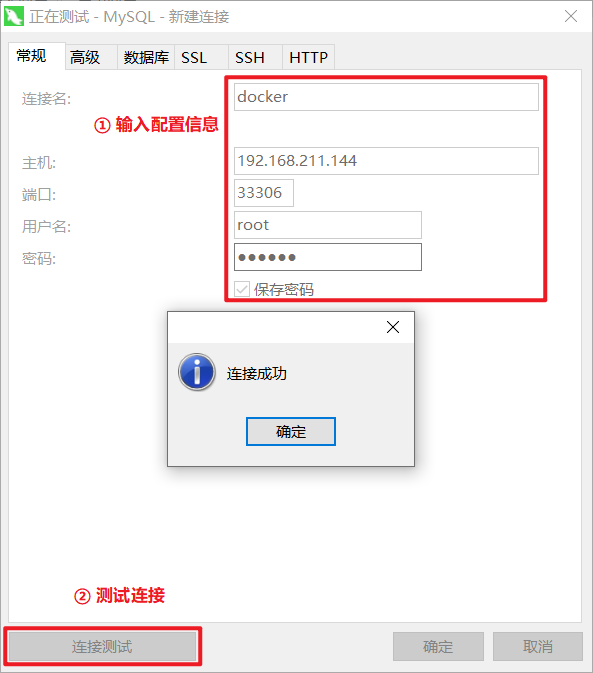 正在测试 - MySQL - 新建连接
常规 高级 数据库 SSL SSH HTTP
连接名: docker
① 输入配置信息
主机: 192.168.211.144
端口: 33306
用户名: root
密码: ●●●●●●
保存密码
连接成功
确定
② 测试连接
连接测试 确定 取消